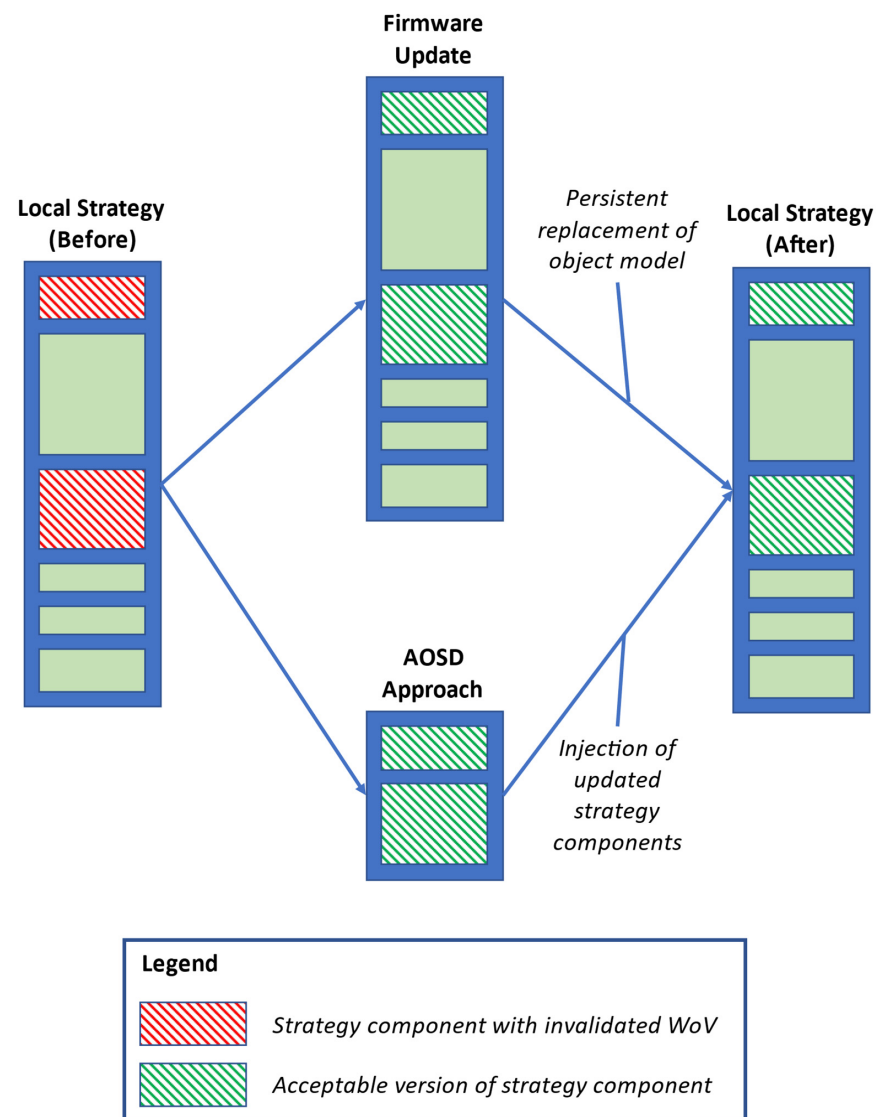 Firmware
Update
Local Strategy
(Before)
Persistent
replacement of
object model
Local Strategy
(After)
AOSD
Approach
Injection of
updated
strategy
components
Legend
Strategy component with invalidated WoV
Acceptable version of strategy component